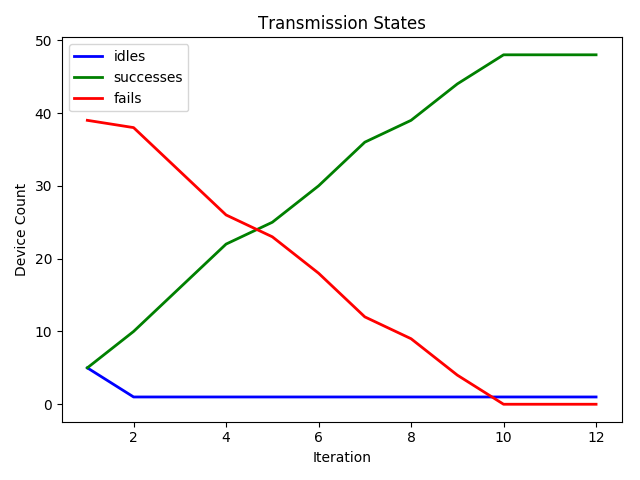 Transmission States
idles
successes
fails
Device Count
50
40
30
20
10
0
2 4 6 8 10 12
Iteration